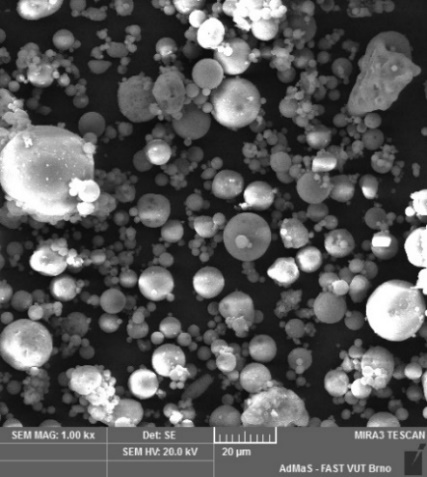 SEM MAG: 1.00 kx
Det: SE
MIRA3 TESCAN
SEM HV: 20.0 kV
20 µm
AdMaS - FAST VUT Brno